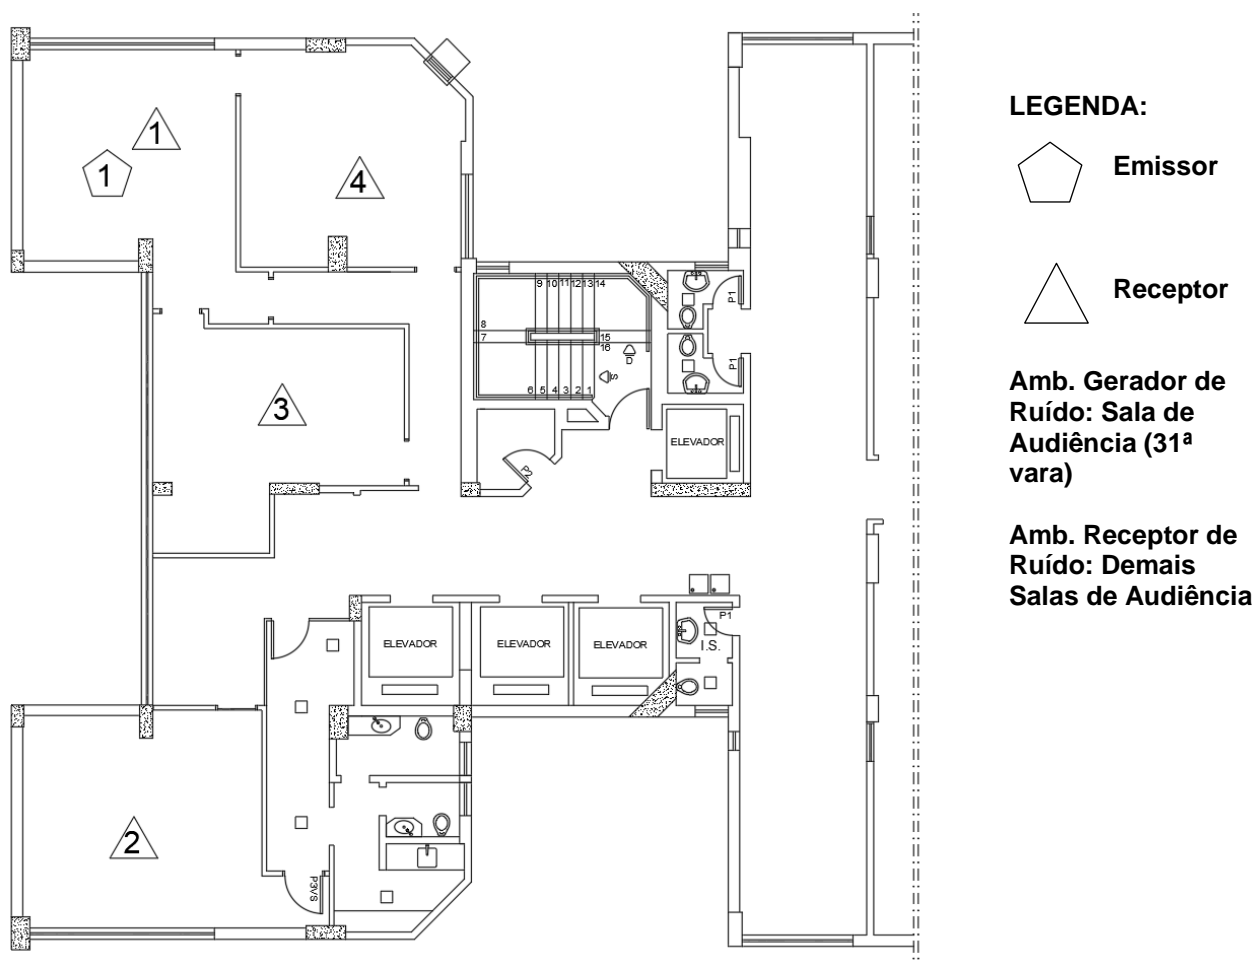 1
1
4
9 10 11 12 13 14
8
7
15
16
D
S
6 5 4 3 2 1
P1
P1
3
P2
ELEVADOR
ELEVADOR
ELEVADOR
ELEVADOR
P1
I.S.
2
P3VS
LEGENDA:
Emissor
Receptor
Amb. Gerador de
Ruído: Sala de
Audiência (31ª
vara)
Amb. Receptor de
Ruído: Demais
Salas de Audiência